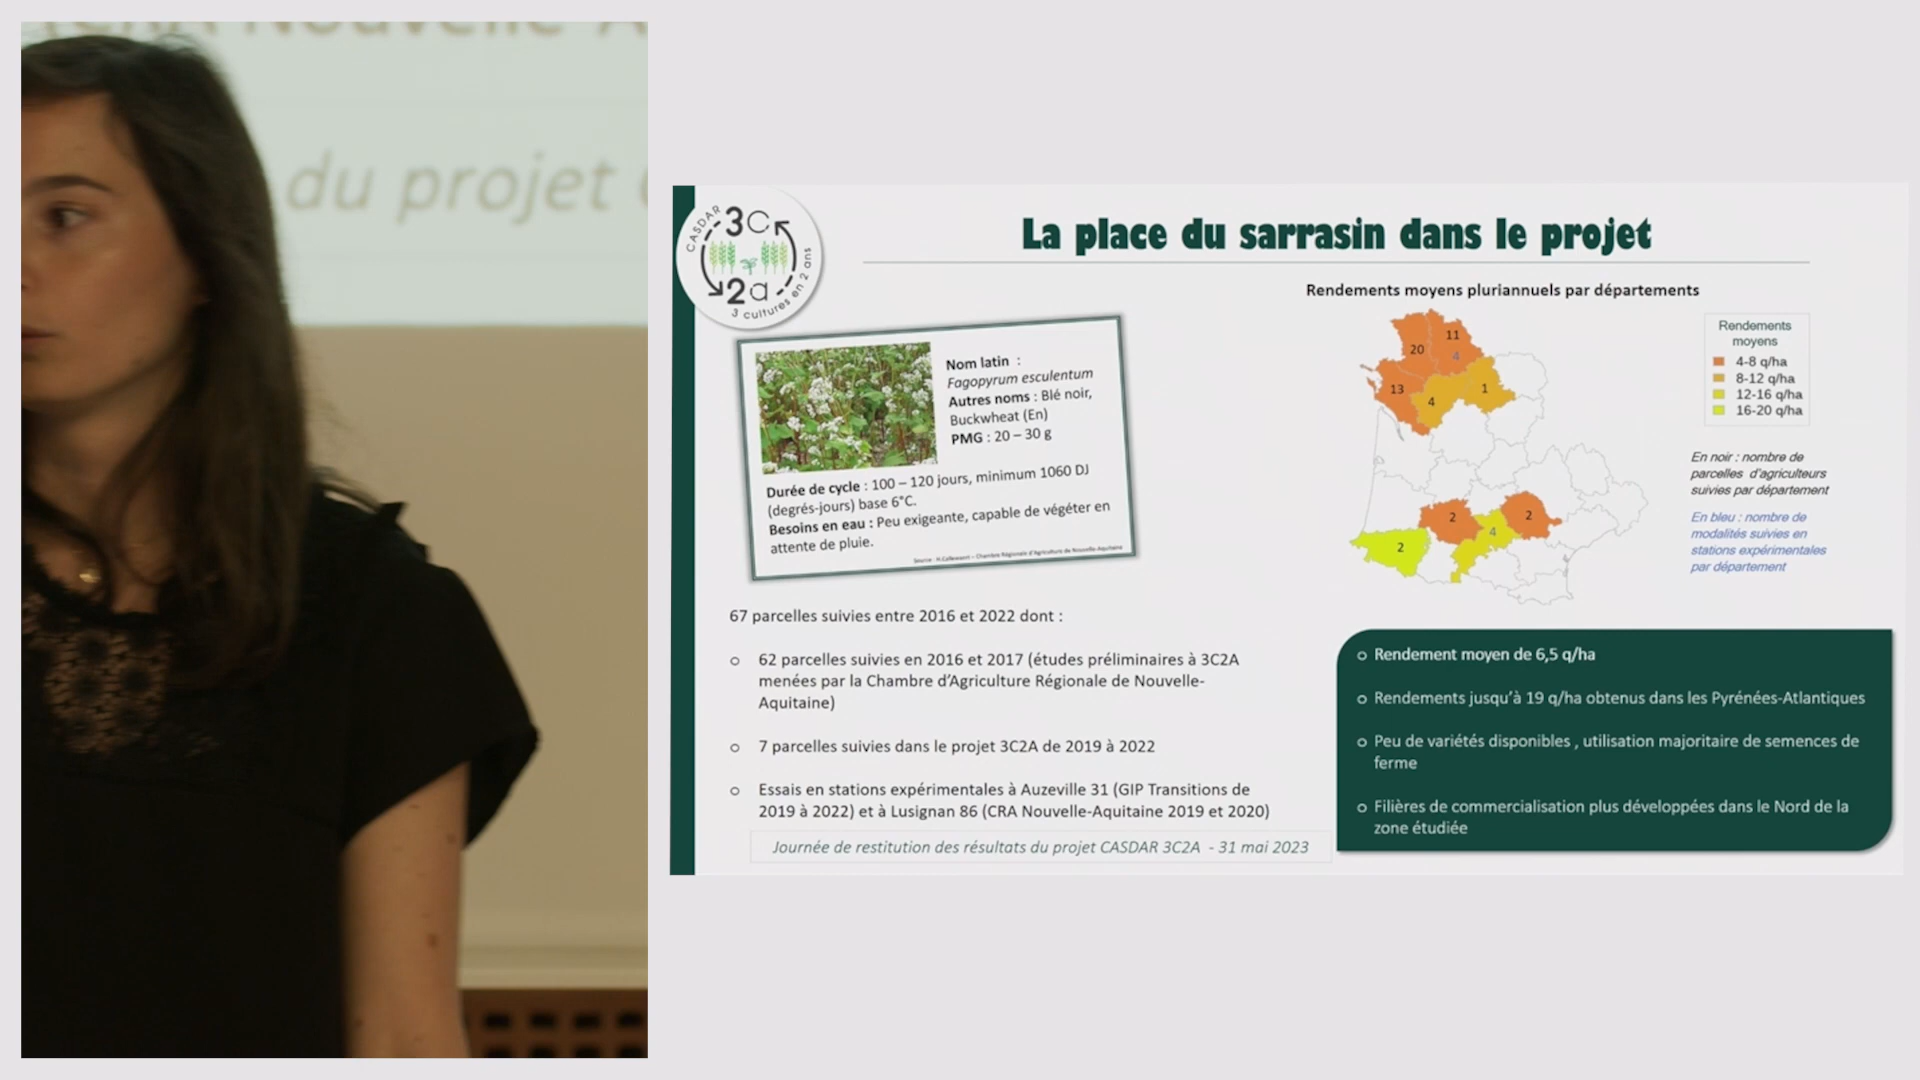 du projet
CASDAR
3C
2a
3 cultures en 2 ans
La place du sarrasin dans le projet
Nom latin :
Fagopyrum esculentum
Autres noms : Blé noir,
Buckwheat (En)
PMG : 20 – 30 g
Durée de cycle : 100 – 120 jours, minimum 1060 DJ
(degrés-jours) base 6°C.
Besoins en eau : Peu exigeante, capable de végéter en
attente de pluie.
Source : H.Callewaert – Chambre Régionale d'Agriculture de Nouvelle-Aquitaine
67 parcelles suivies entre 2016 et 2022 dont :
o 62 parcelles suivies en 2016 et 2017 (études préliminaires à 3C2A
menées par la Chambre d'Agriculture Régionale de Nouvelle-
Aquitaine)
o 7 parcelles suivies dans le projet 3C2A de 2019 à 2022
o Essais en stations expérimentales à Auzeville 31 (GIP Transitions de
2019 à 2022) et à Lusignan 86 (CRA Nouvelle-Aquitaine 2019 et 2020)
Journée de restitution des résultats du projet CASDAR 3C2A - 31 mai 2023
Rendements moyens pluriannuels par départements
11
20
4
13
1
4
2
2
4
2
Rendements
moyens
4-8 q/ha
8-12 q/ha
12-16 q/ha
16-20 q/ha
En noir : nombre de
parcelles d'agriculteurs
suivies par département
En bleu : nombre de
modalités suivies en
stations expérimentales
par département
o Rendement moyen de 6,5 q/ha
o Rendements jusqu'à 19 q/ha obtenus dans les Pyrénées-Atlantiques
o Peu de variétés disponibles , utilisation majoritaire de semences de
ferme
o Filières de commercialisation plus développées dans le Nord de la
zone étudiée